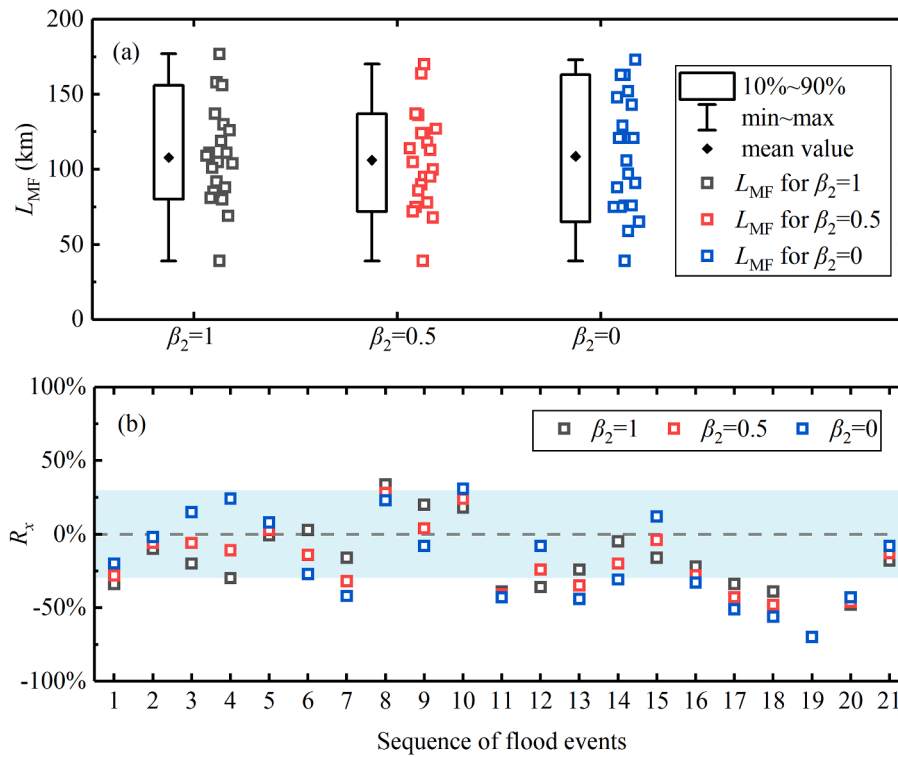 200
(a)
150
100
50
0
L_MF (km)
β₂=1
β₂=0.5
β₂=0
10%~90%
min~max
mean value
L_MF for β₂=1
L_MF for β₂=0.5
L_MF for β₂=0
100%
(b)
50%
0%
-50%
-100%
R_x
β₂=1 β₂=0.5 β₂=0
1 2 3 4 5 6 7 8 9 10 11 12 13 14 15 16 17 18 19 20 21
Sequence of flood events